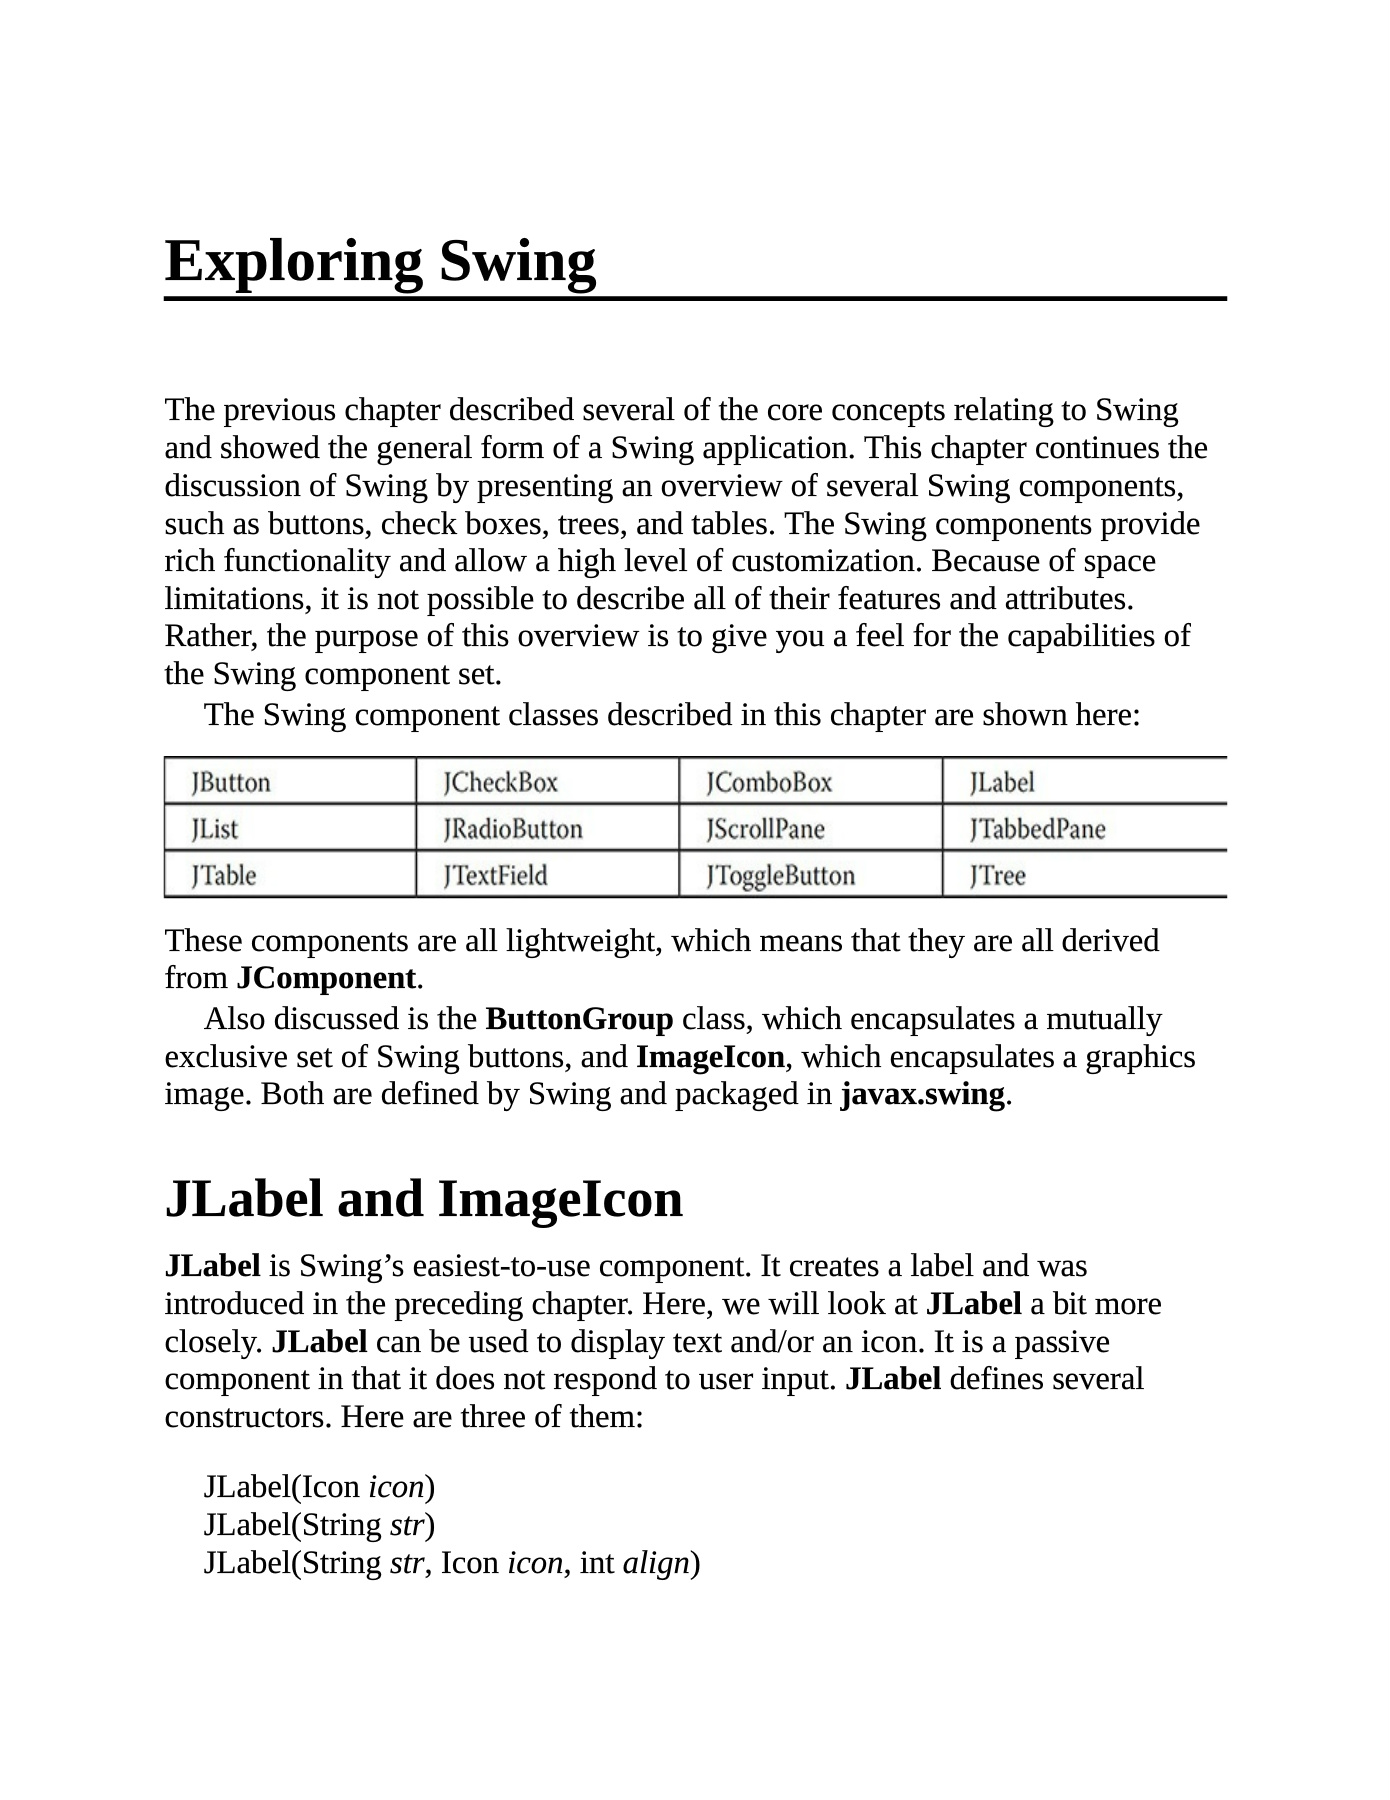 Exploring Swing
The previous chapter described several of the core concepts relating to Swing
and showed the general form of a Swing application. This chapter continues the
discussion of Swing by presenting an overview of several Swing components,
such as buttons, check boxes, trees, and tables. The Swing components provide
rich functionality and allow a high level of customization. Because of space
limitations, it is not possible to describe all of their features and attributes.
Rather, the purpose of this overview is to give you a feel for the capabilities of
the Swing component set.
The Swing component classes described in this chapter are shown here:
JButton JCheckBox JComboBox JLabel
JList JRadioButton JScrollPane JTabbedPane
JTable JTextField JToggleButton JTree
These components are all lightweight, which means that they are all derived
from JComponent.
Also discussed is the ButtonGroup class, which encapsulates a mutually
exclusive set of Swing buttons, and ImageIcon, which encapsulates a graphics
image. Both are defined by Swing and packaged in javax.swing.
JLabel and ImageIcon
JLabel is Swing’s easiest-to-use component. It creates a label and was
introduced in the preceding chapter. Here, we will look at JLabel a bit more
closely. JLabel can be used to display text and/or an icon. It is a passive
component in that it does not respond to user input. JLabel defines several
constructors. Here are three of them:
JLabel(Icon icon)
JLabel(String str)
JLabel(String str, Icon icon, int align)